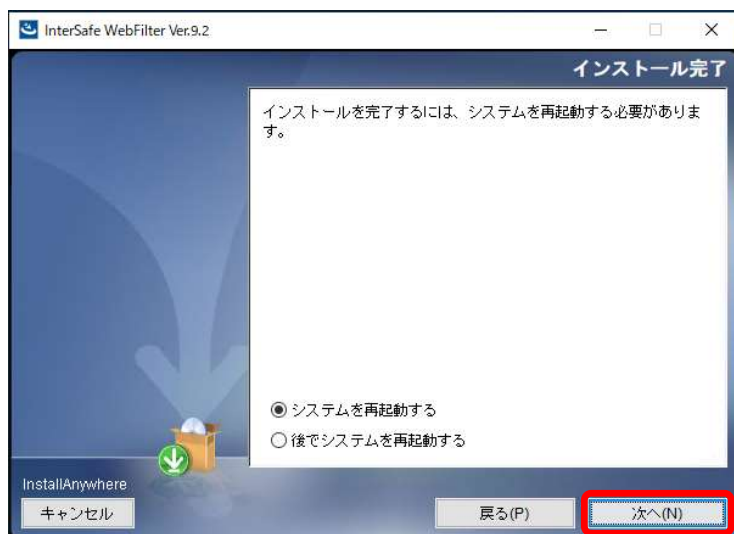 InterSafe WebFilter Ver.9.2
インストール完了
インストールを完了するには、システムを再起動する必要がありま
す。
システムを再起動する
後でシステムを再起動する
InstallAnywhere
キャンセル
戻る(P)
次へ(N)